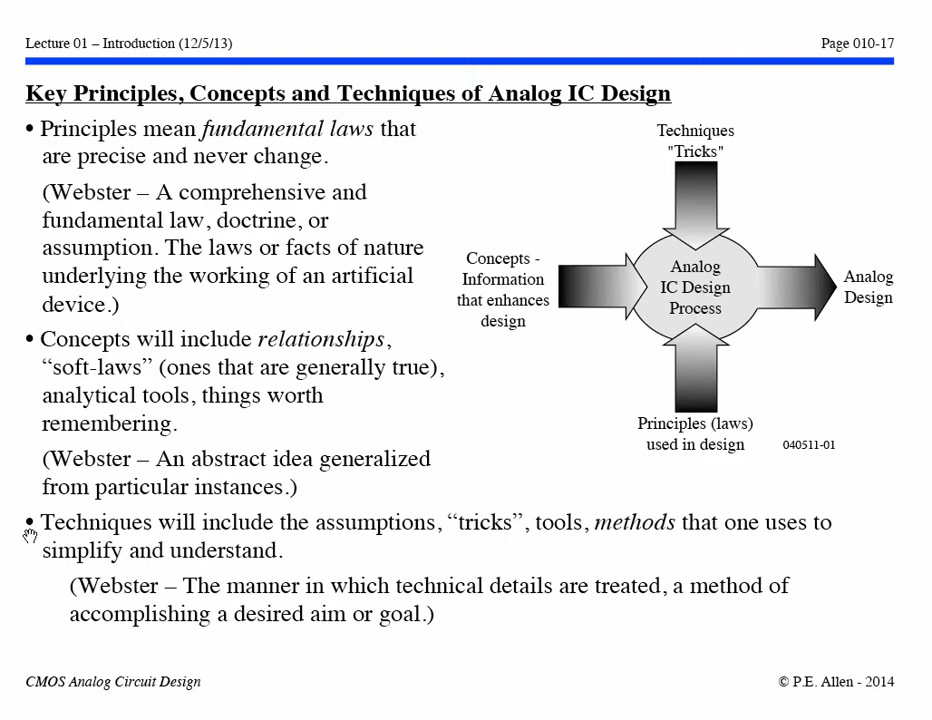 Lecture 01 – Introduction (12/5/13) Page 010-17
Key Principles, Concepts and Techniques of Analog IC Design
• Principles mean fundamental laws that
are precise and never change.
(Webster – A comprehensive and
fundamental law, doctrine, or
assumption. The laws or facts of nature
underlying the working of an artificial
device.)
• Concepts will include relationships,
“soft-laws” (ones that are generally true),
analytical tools, things worth
remembering.
(Webster – An abstract idea generalized
from particular instances.)
Techniques
"Tricks"
Concepts -
Information
that enhances
design
Analog
IC Design
Process
Analog
Design
Principles (laws)
used in design
040511-01
• Techniques will include the assumptions, “tricks”, tools, methods that one uses to
simplify and understand.
(Webster – The manner in which technical details are treated, a method of
accomplishing a desired aim or goal.)
CMOS Analog Circuit Design © P.E. Allen - 2014